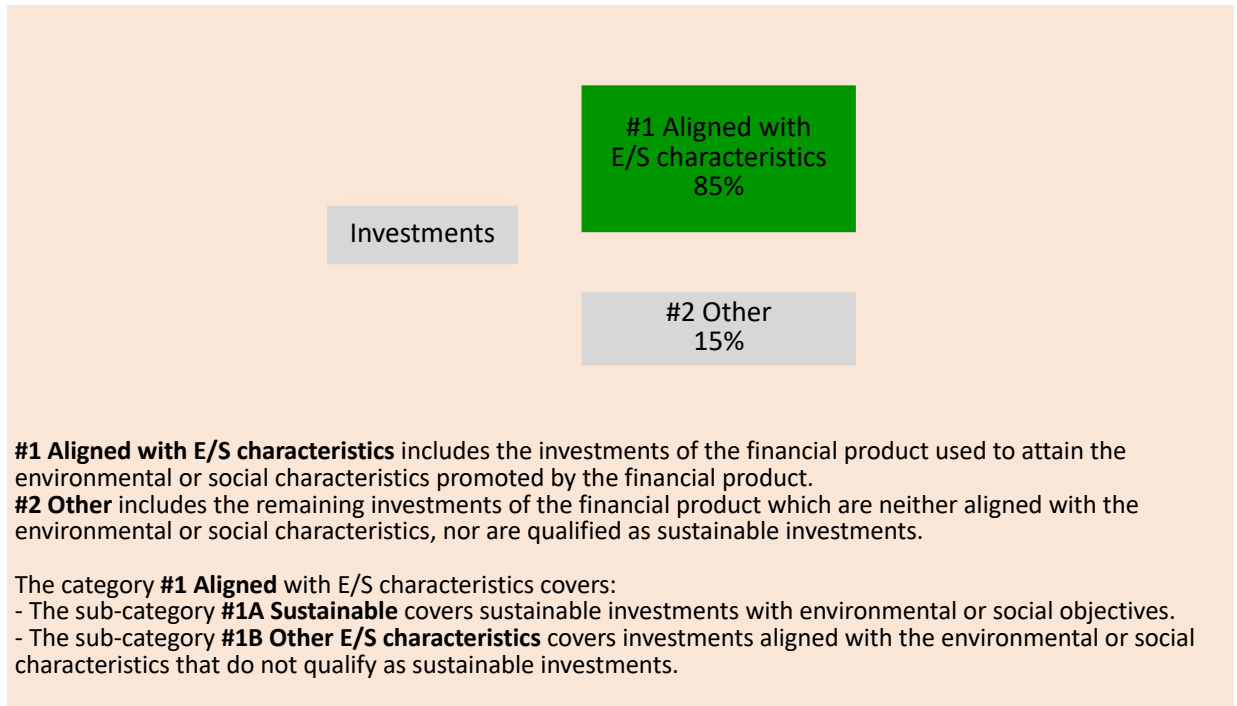 #1 Aligned with
E/S characteristics
85%
Investments
#2 Other
15%
#1 Aligned with E/S characteristics includes the investments of the financial product used to attain the
environmental or social characteristics promoted by the financial product.
#2 Other includes the remaining investments of the financial product which are neither aligned with the
environmental or social characteristics, nor are qualified as sustainable investments.
The category #1 Aligned with E/S characteristics covers:
- The sub-category #1A Sustainable covers sustainable investments with environmental or social objectives.
- The sub-category #1B Other E/S characteristics covers investments aligned with the environmental or social
characteristics that do not qualify as sustainable investments.